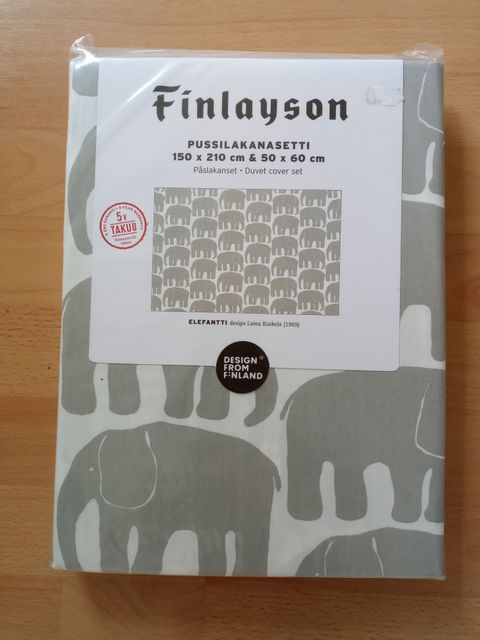 Finlayson
PUSSILAKANASETTI
150 x 210 cm & 50 x 60 cm
Påslakanset • Duvet cover set
5 V
TAKUU
ELEFANTTI design Laina Koskela (1969)
DESIGN
FROM
FINLAND